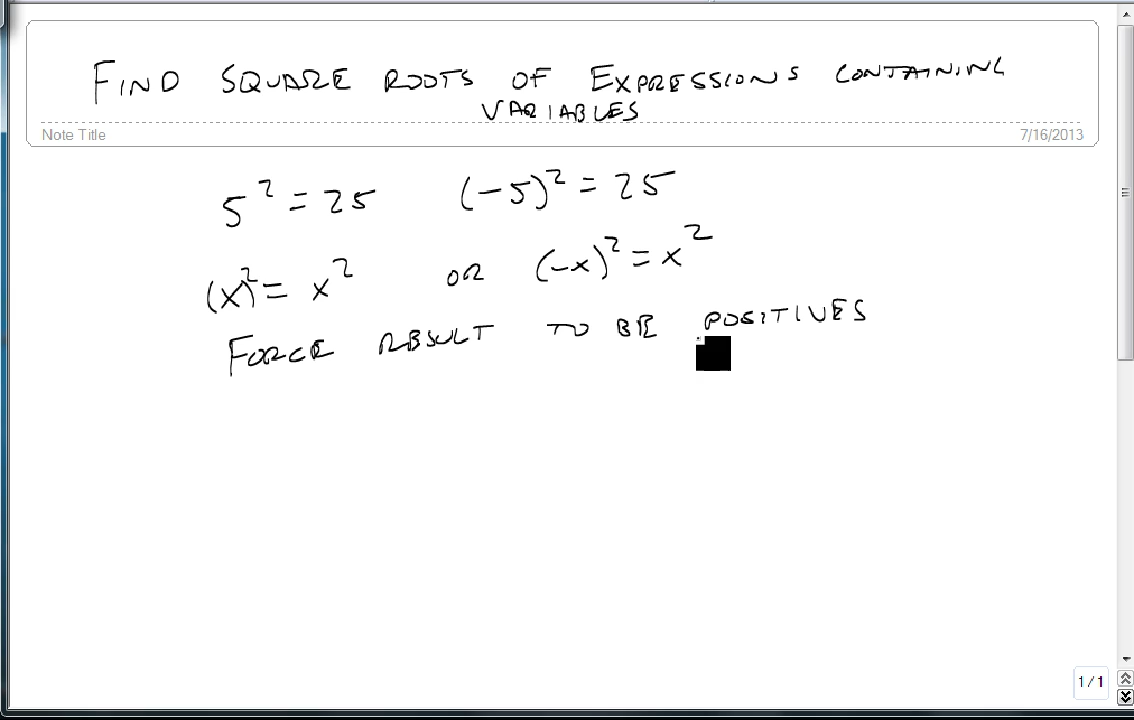 FIND SQUARE ROOTS OF EXPRESSIONS CONTAINING
VARIABLES
Note Title
7/16/2013
5² = 25 (-5)² = 25
(x)² = x² OR (-x)² = x²
FORCE RESULT TO BE POSITIVES
1/1